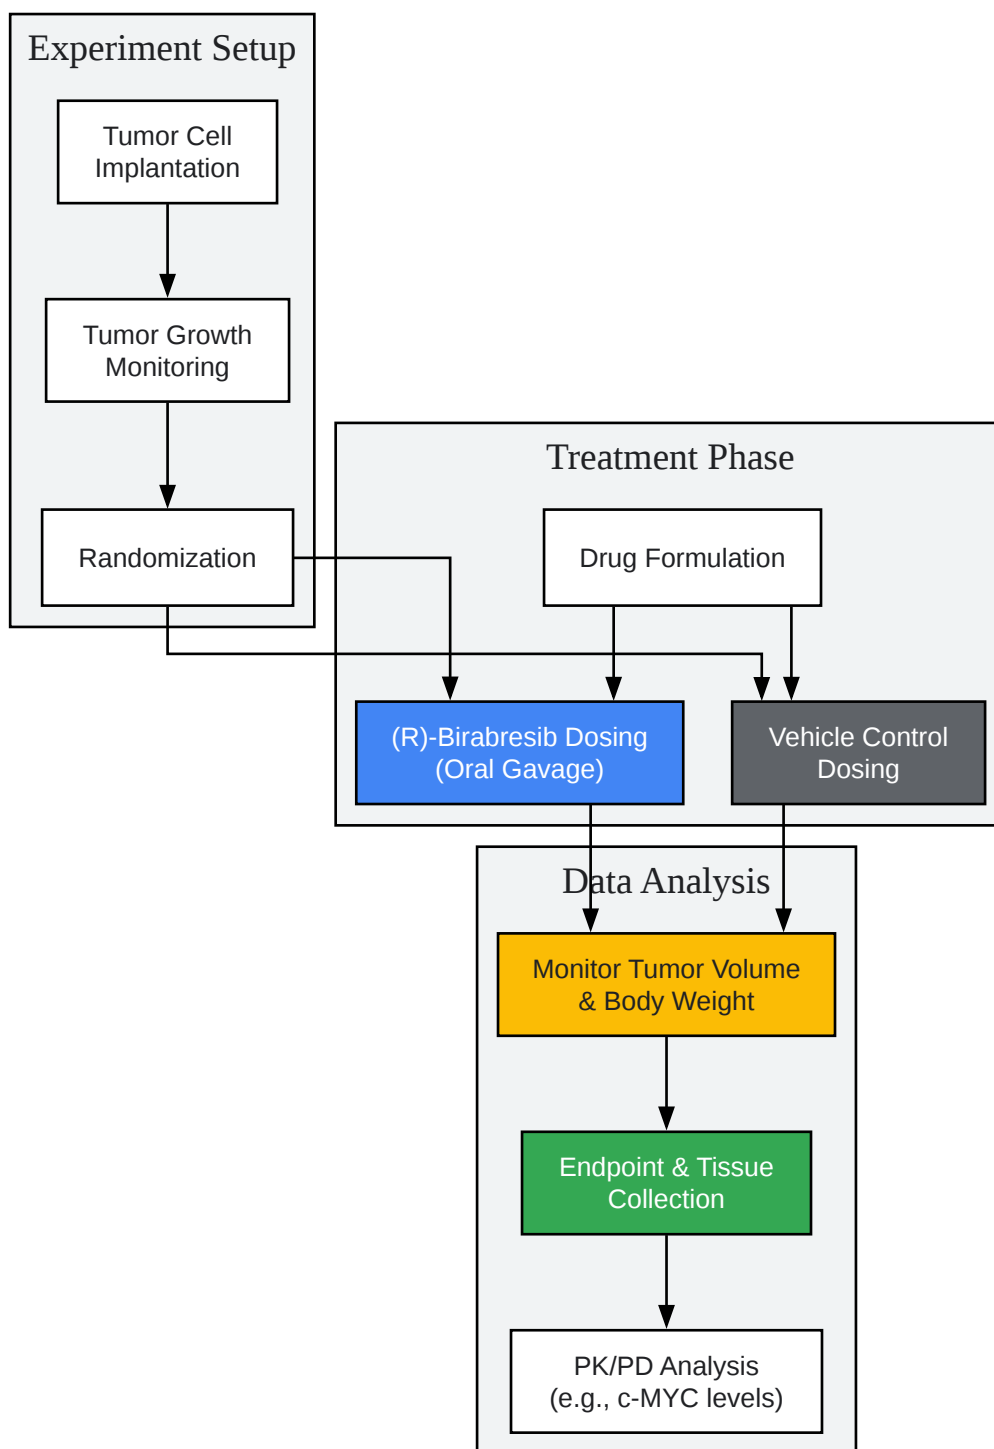 Experiment Setup
Tumor Cell
Implantation
Tumor Growth
Monitoring
Randomization
Treatment Phase
Drug Formulation
(R)-Birabresib Dosing
(Oral Gavage)
Vehicle Control
Dosing
Data Analysis
Monitor Tumor Volume
& Body Weight
Endpoint & Tissue
Collection
PK/PD Analysis
(e.g., c-MYC levels)